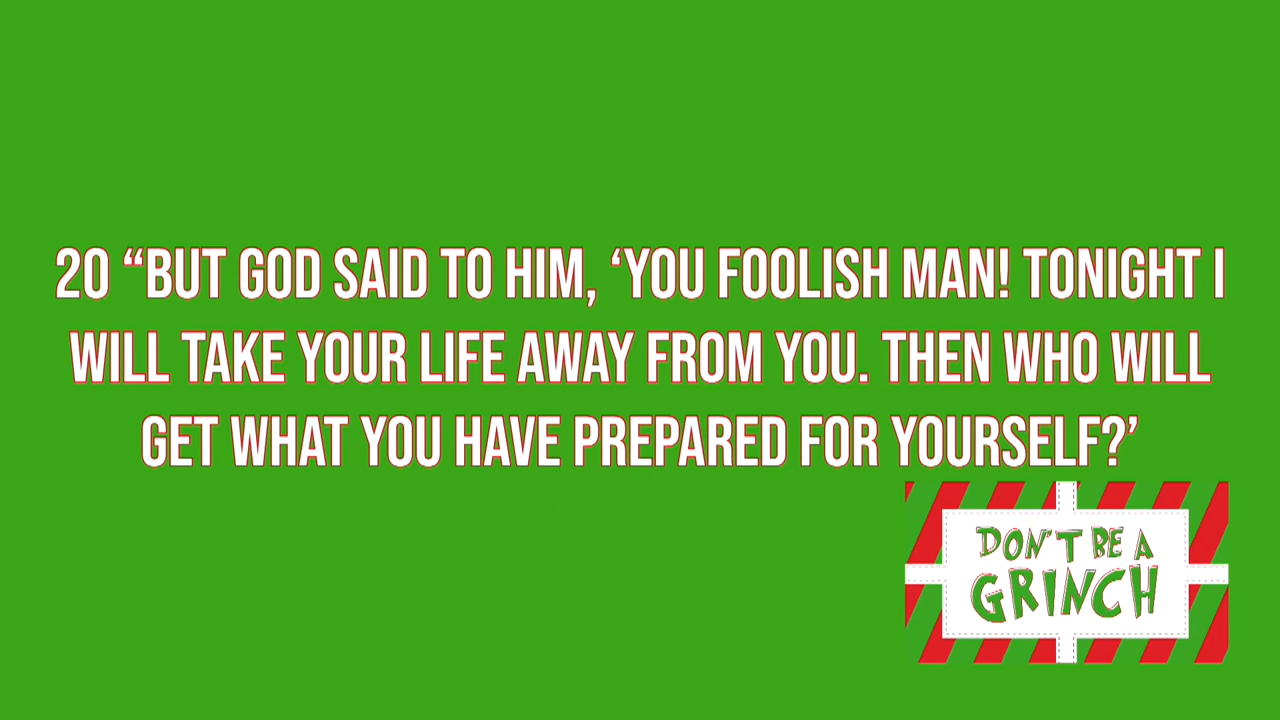 20 “BUT GOD SAID TO HIM, ‘YOU FOOLISH MAN! TONIGHT I
WILL TAKE YOUR LIFE AWAY FROM YOU. THEN WHO WILL
GET WHAT YOU HAVE PREPARED FOR YOURSELF?’
DON'T BE A
GRINCH